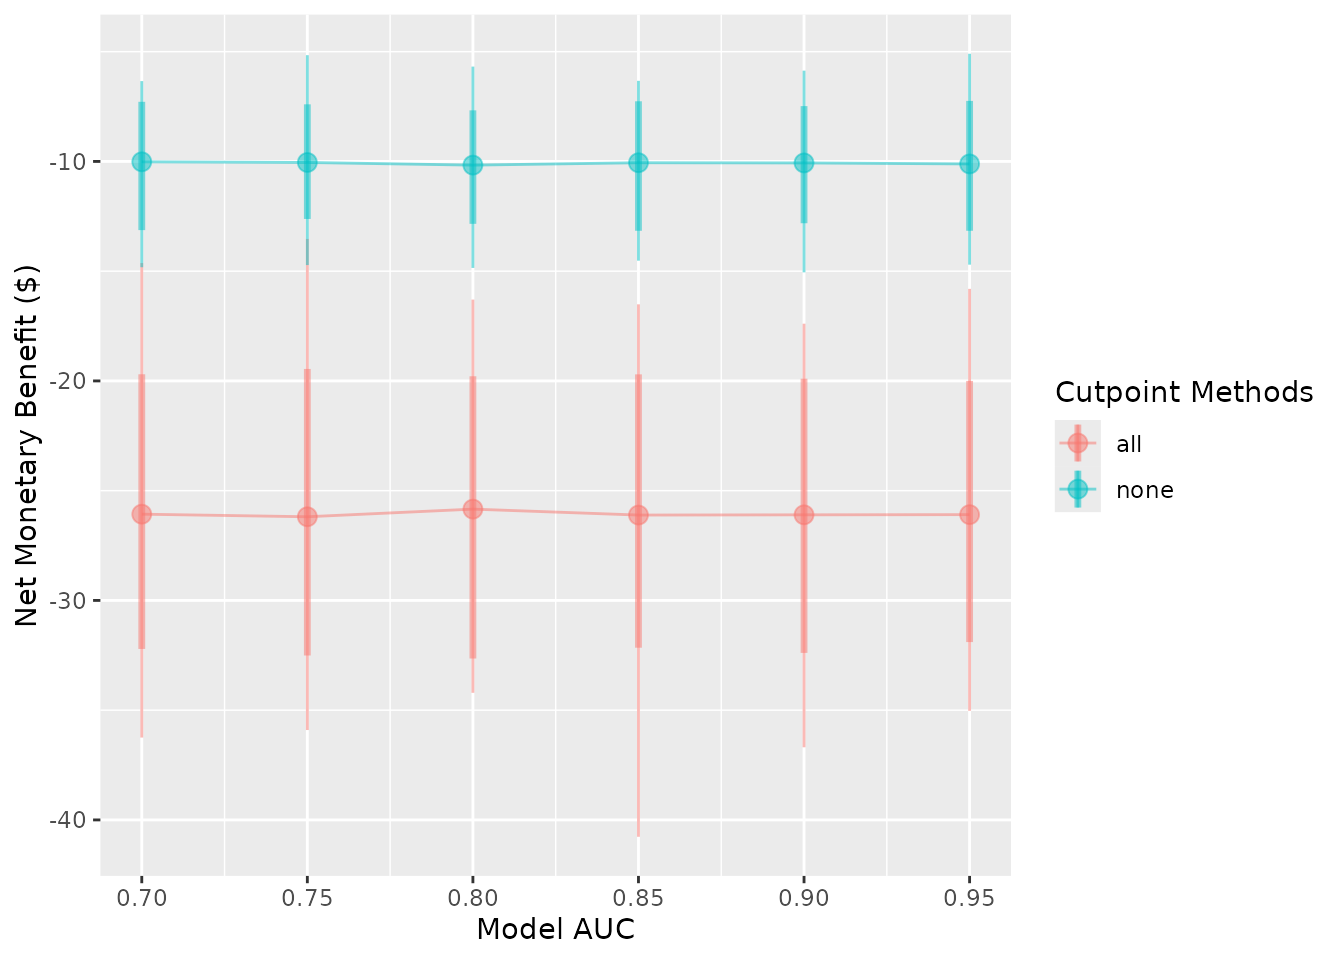 Net Monetary Benefit ($)
-10
-20
-30
-40
0.70 0.75 0.80 0.85 0.90 0.95
Model AUC
Cutpoint Methods
all
none